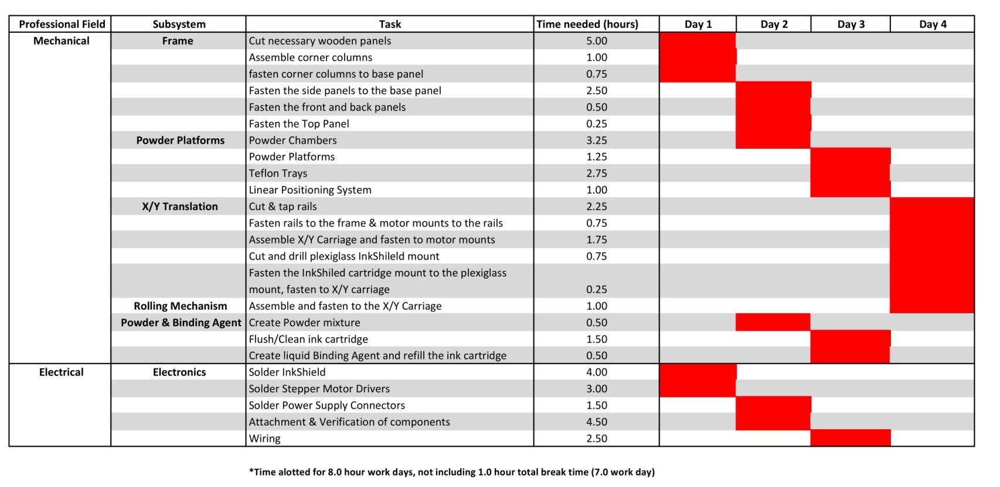 Professional Field Subsystem Task Time needed (hours) Day 1 Day 2 Day 3 Day 4
Mechanical Frame Cut necessary wooden panels 5.00
Assemble corner columns 1.00
fasten corner columns to base panel 0.75
Fasten the side panels to the base panel 2.50
Fasten the front and back panels 0.50
Fasten the Top Panel 0.25
Powder Platforms Powder Chambers 3.25
Powder Platforms 1.25
Teflon Trays 2.75
Linear Positioning System 1.00
X/Y Translation Cut & tap rails 2.25
Fasten rails to the frame & motor mounts to the rails 0.75
Assemble X/Y Carriage and fasten to motor mounts 1.75
Cut and drill plexiglass InkShileld mount 0.75
Fasten the InkShiled cartridge mount to the plexiglass
mount, fasten to X/Y carriage 0.25
Rolling Mechanism Assemble and fasten to the X/Y Carriage 1.00
Powder & Binding Agent Create Powder mixture 0.50
Flush/Clean ink cartridge 1.50
Create liquid Binding Agent and refill the ink cartridge 0.50
Electrical Electronics Solder InkShield 4.00
Solder Stepper Motor Drivers 3.00
Solder Power Supply Connectors 1.50
Attachment & Verification of components 4.50
Wiring 2.50
*Time alotted for 8.0 hour work days, not including 1.0 hour total break time (7.0 work day)